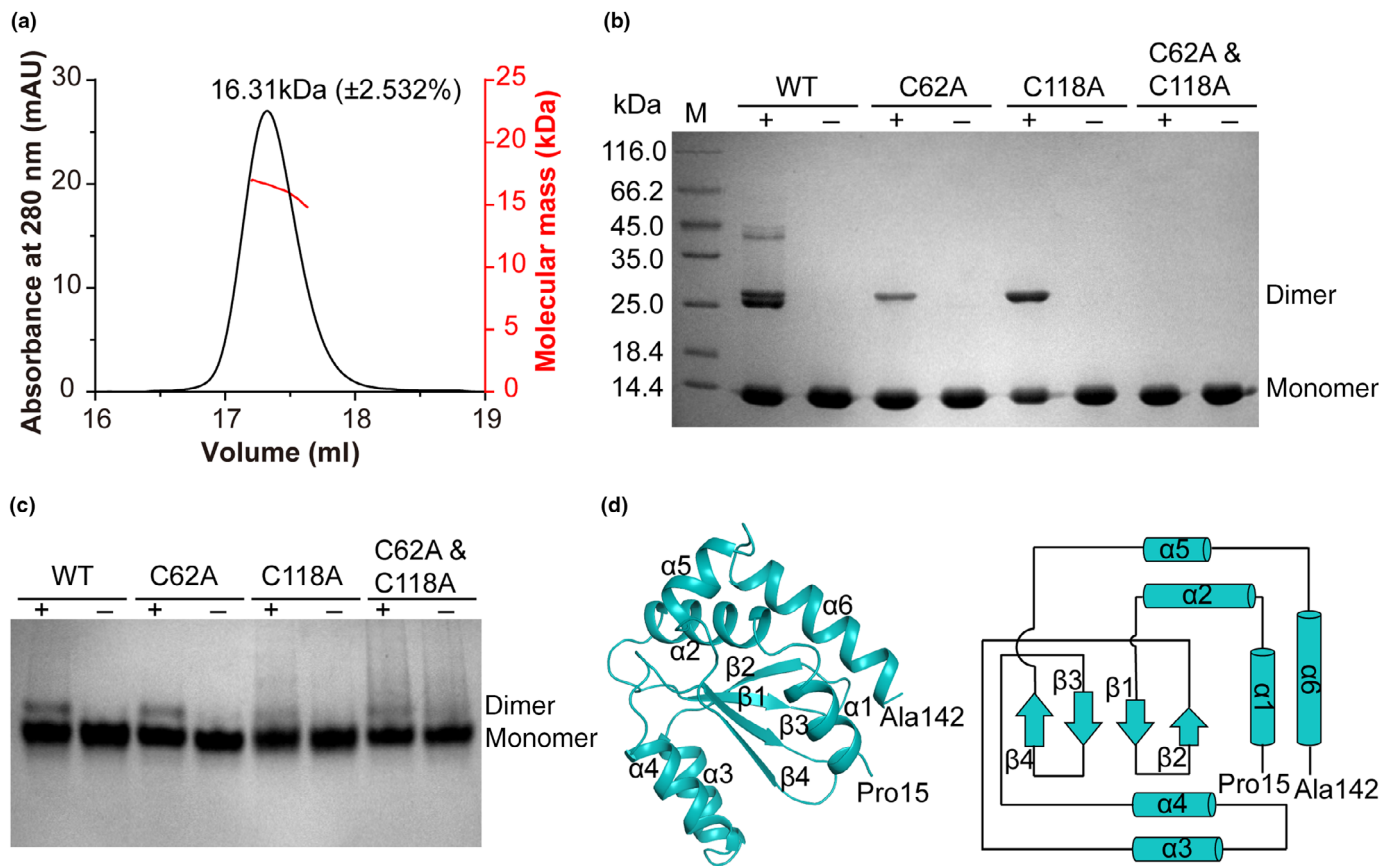 (a)
30
20
10
0
Absorbance at 280 nm (mAU)
16.31kDa (±2.532%)
25
20
15
10
5
0
Molecular mass (kDa)
16
17
18
19
Volume (ml)
(b)
C62A &
WT C62A C118A C118A
kDa M + – + – + – + –
116.0
66.2
45.0
35.0
25.0 Dimer
18.4
14.4 Monomer
(c)
C62A &
WT C62A C118A C118A
+ – + – + – + –
Dimer
Monomer
(d)
α5
α6
α2
β2
β1
β3
α1
Ala142
α4
α3
β4
Pro15
α5
α2
β3
β1
α1
α6
β4
β2
Pro15
Ala142
α4
α3